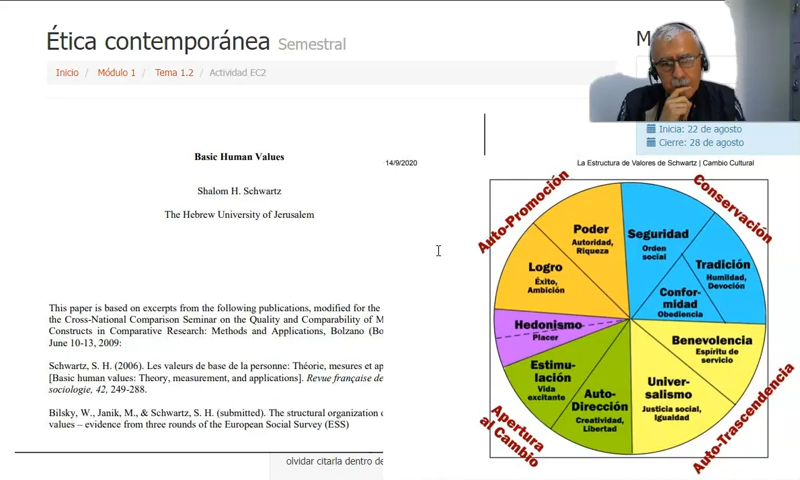 Ética contemporánea Semestral
Inicio / Módulo 1 / Tema 1.2 / Actividad EC2
Inicia: 22 de agosto
Cierre: 28 de agosto
Basic Human Values
Shalom H. Schwartz
The Hebrew University of Jerusalem
This paper is based on excerpts from the following publications, modified for the
the Cross-National Comparison Seminar on the Quality and Comparability of M
Constructs in Comparative Research: Methods and Applications, Bolzano (Bo
June 10-13, 2009:
Schwartz, S. H. (2006). Les valeurs de base de la personne: Théorie, mesures et ap
[Basic human values: Theory, measurement, and applications]. Revue française de
sociologie, 42, 249-288.
Bilsky, W., Janik, M., & Schwartz, S. H. (submitted). The structural organization o
values – evidence from three rounds of the European Social Survey (ESS)
olvidar citarla dentro de
14/9/2020
La Estructura de Valores de Schwartz | Cambio Cultural
Auto-Promoción
Conservación
Poder
Autoridad,
Riqueza
Seguridad
Orden
social
Logro
Éxito,
Ambición
Tradición
Humildad,
Devoción
Confor-
midad
Obediencia
Hedonismo
Placer
Benevolencia
Espíritu de
servicio
Estimu-
lación
Vida
excitante
Auto-
Dirección
Creatividad,
Libertad
Univer-
salismo
Justicia social,
Igualdad
Apertura
al Cambio
Auto-Trascendencia